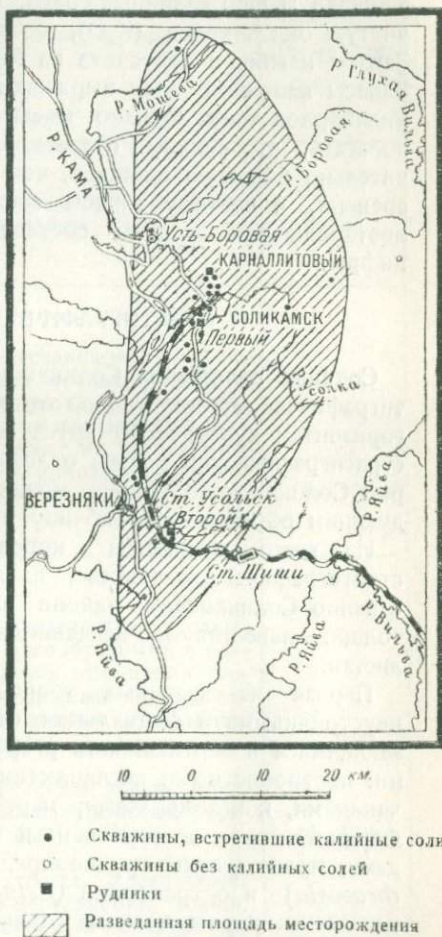 Р. Глухая Вильва
Р. Мошева
Р. КАМА
Р. Боровая
Усть-Боровая
КАРНАЛЛИТОВЫЙ
СОЛИКАМСК
Первый
Усолка
БЕРЕЗНЯКИ
Ст. Усольск
Второй
Р. Яйва
Ст. Шиши
Р. Вильва
Р. Яйва
Р. Яйва
10 0 10 20 км.
Скважины, встретившие калийные соли
Скважины без калийных солей
Рудники
Разведанная площадь месторождения